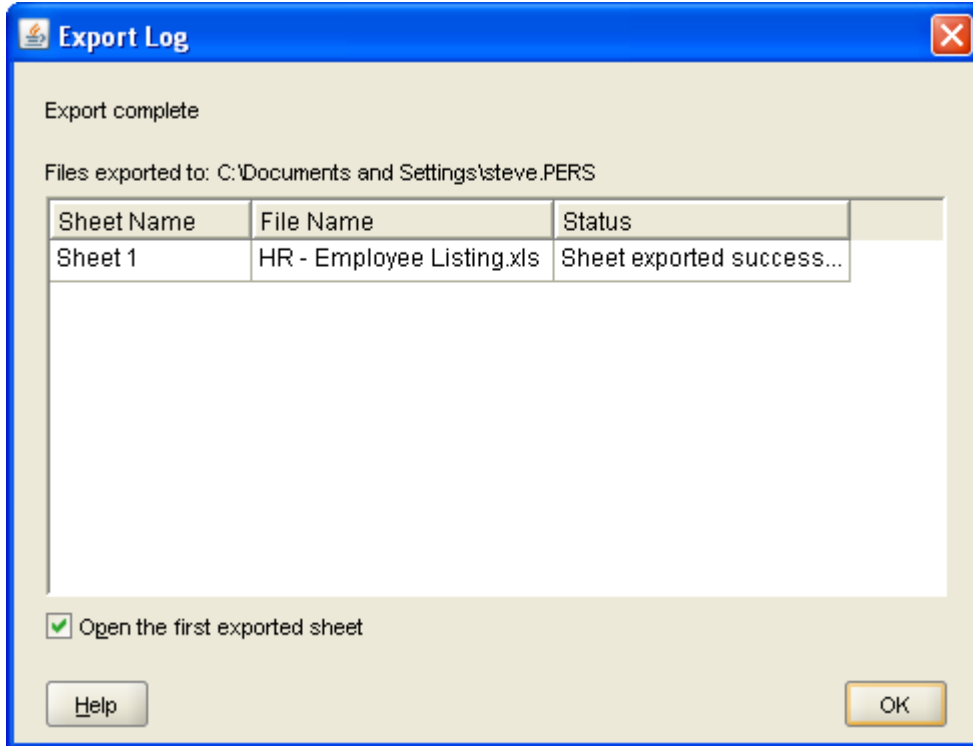 Export Log
Export complete
Files exported to: C:\Documents and Settings\steve.PERS
Sheet Name File Name Status
Sheet 1 HR - Employee Listing.xls Sheet exported success...
Open the first exported sheet
Help OK